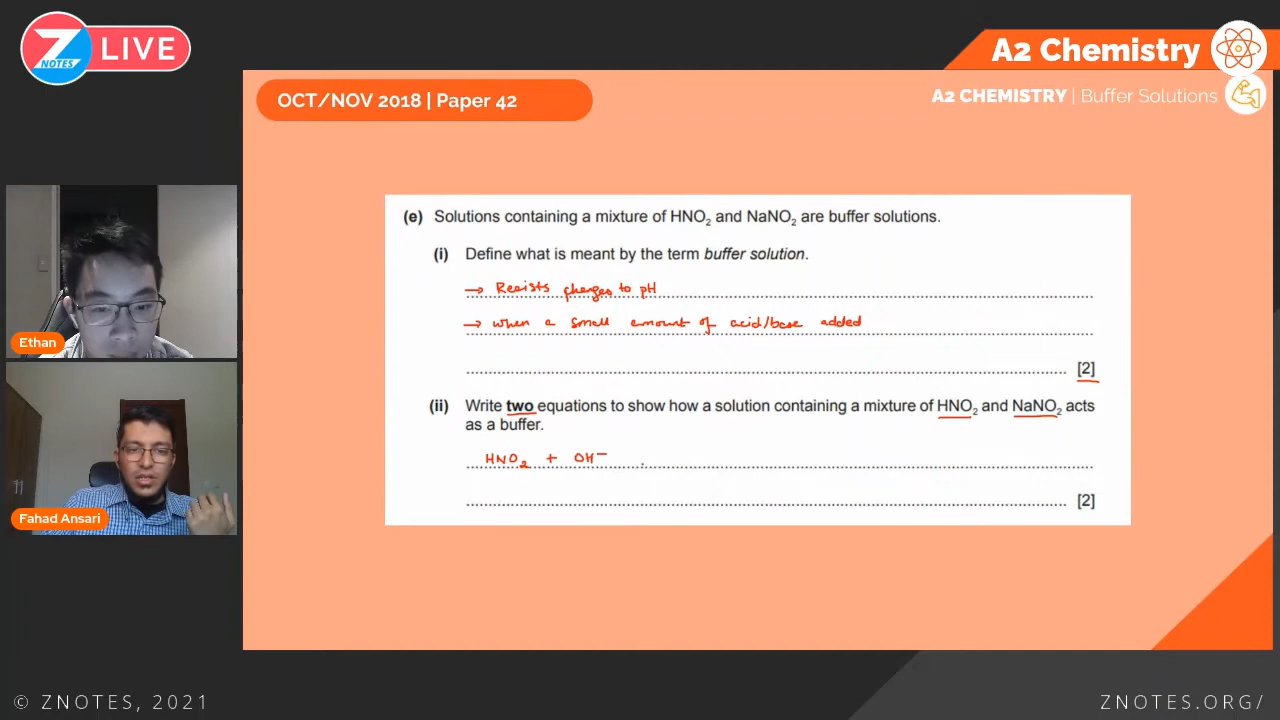 Z NOTES LIVE
A2 Chemistry
OCT/NOV 2018 | Paper 42
A2 CHEMISTRY | Buffer Solutions
(e) Solutions containing a mixture of HNO₂ and NaNO₂ are buffer solutions.
(i) Define what is meant by the term buffer solution.
→ Resists changes to pH
→ when a small amount of acid/base added
[2]
(ii) Write two equations to show how a solution containing a mixture of HNO₂ and NaNO₂ acts
as a buffer.
HNO₂ + OH⁻
[2]
Ethan
Fahad Ansari
© ZNOTES, 2021
ZNOTES.ORG/